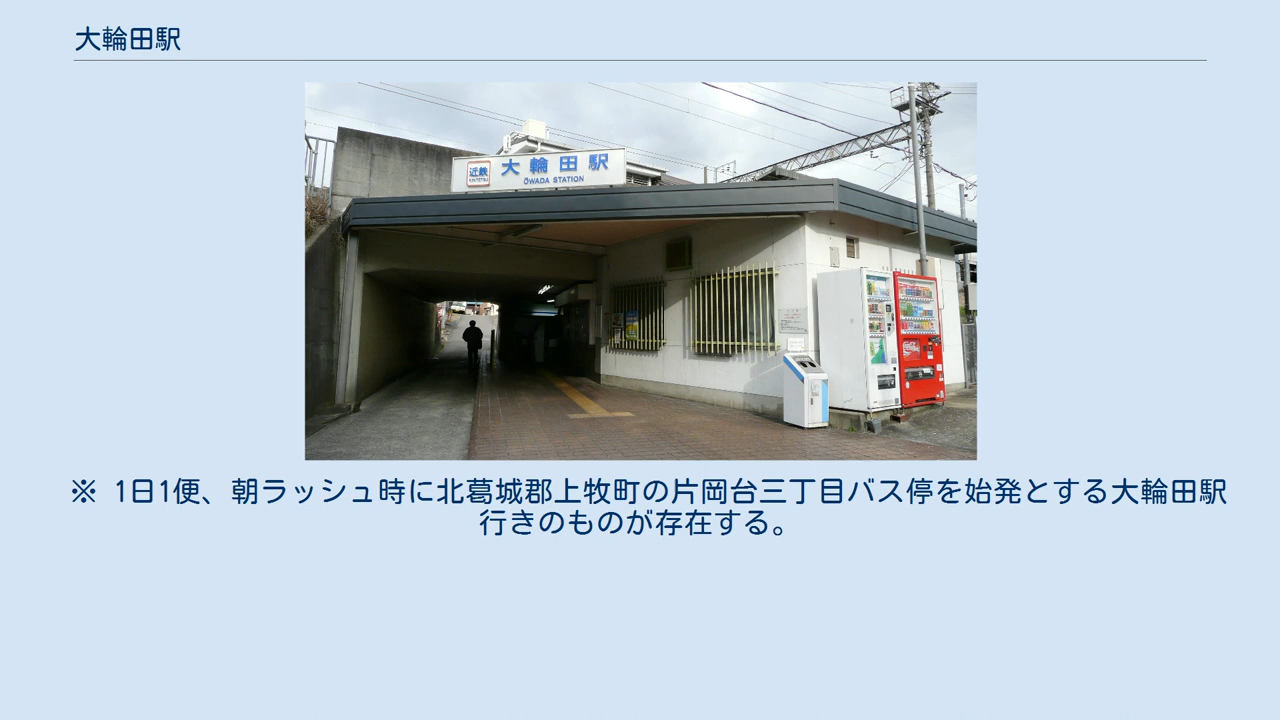 大輪田駅
近鉄
KINTETSU
大輪田駅
ŌWADA STATION
※ 1日1便、朝ラッシュ時に北葛城郡上牧町の片岡台三丁目バス停を始発とする大輪田駅
行きのものが存在する。